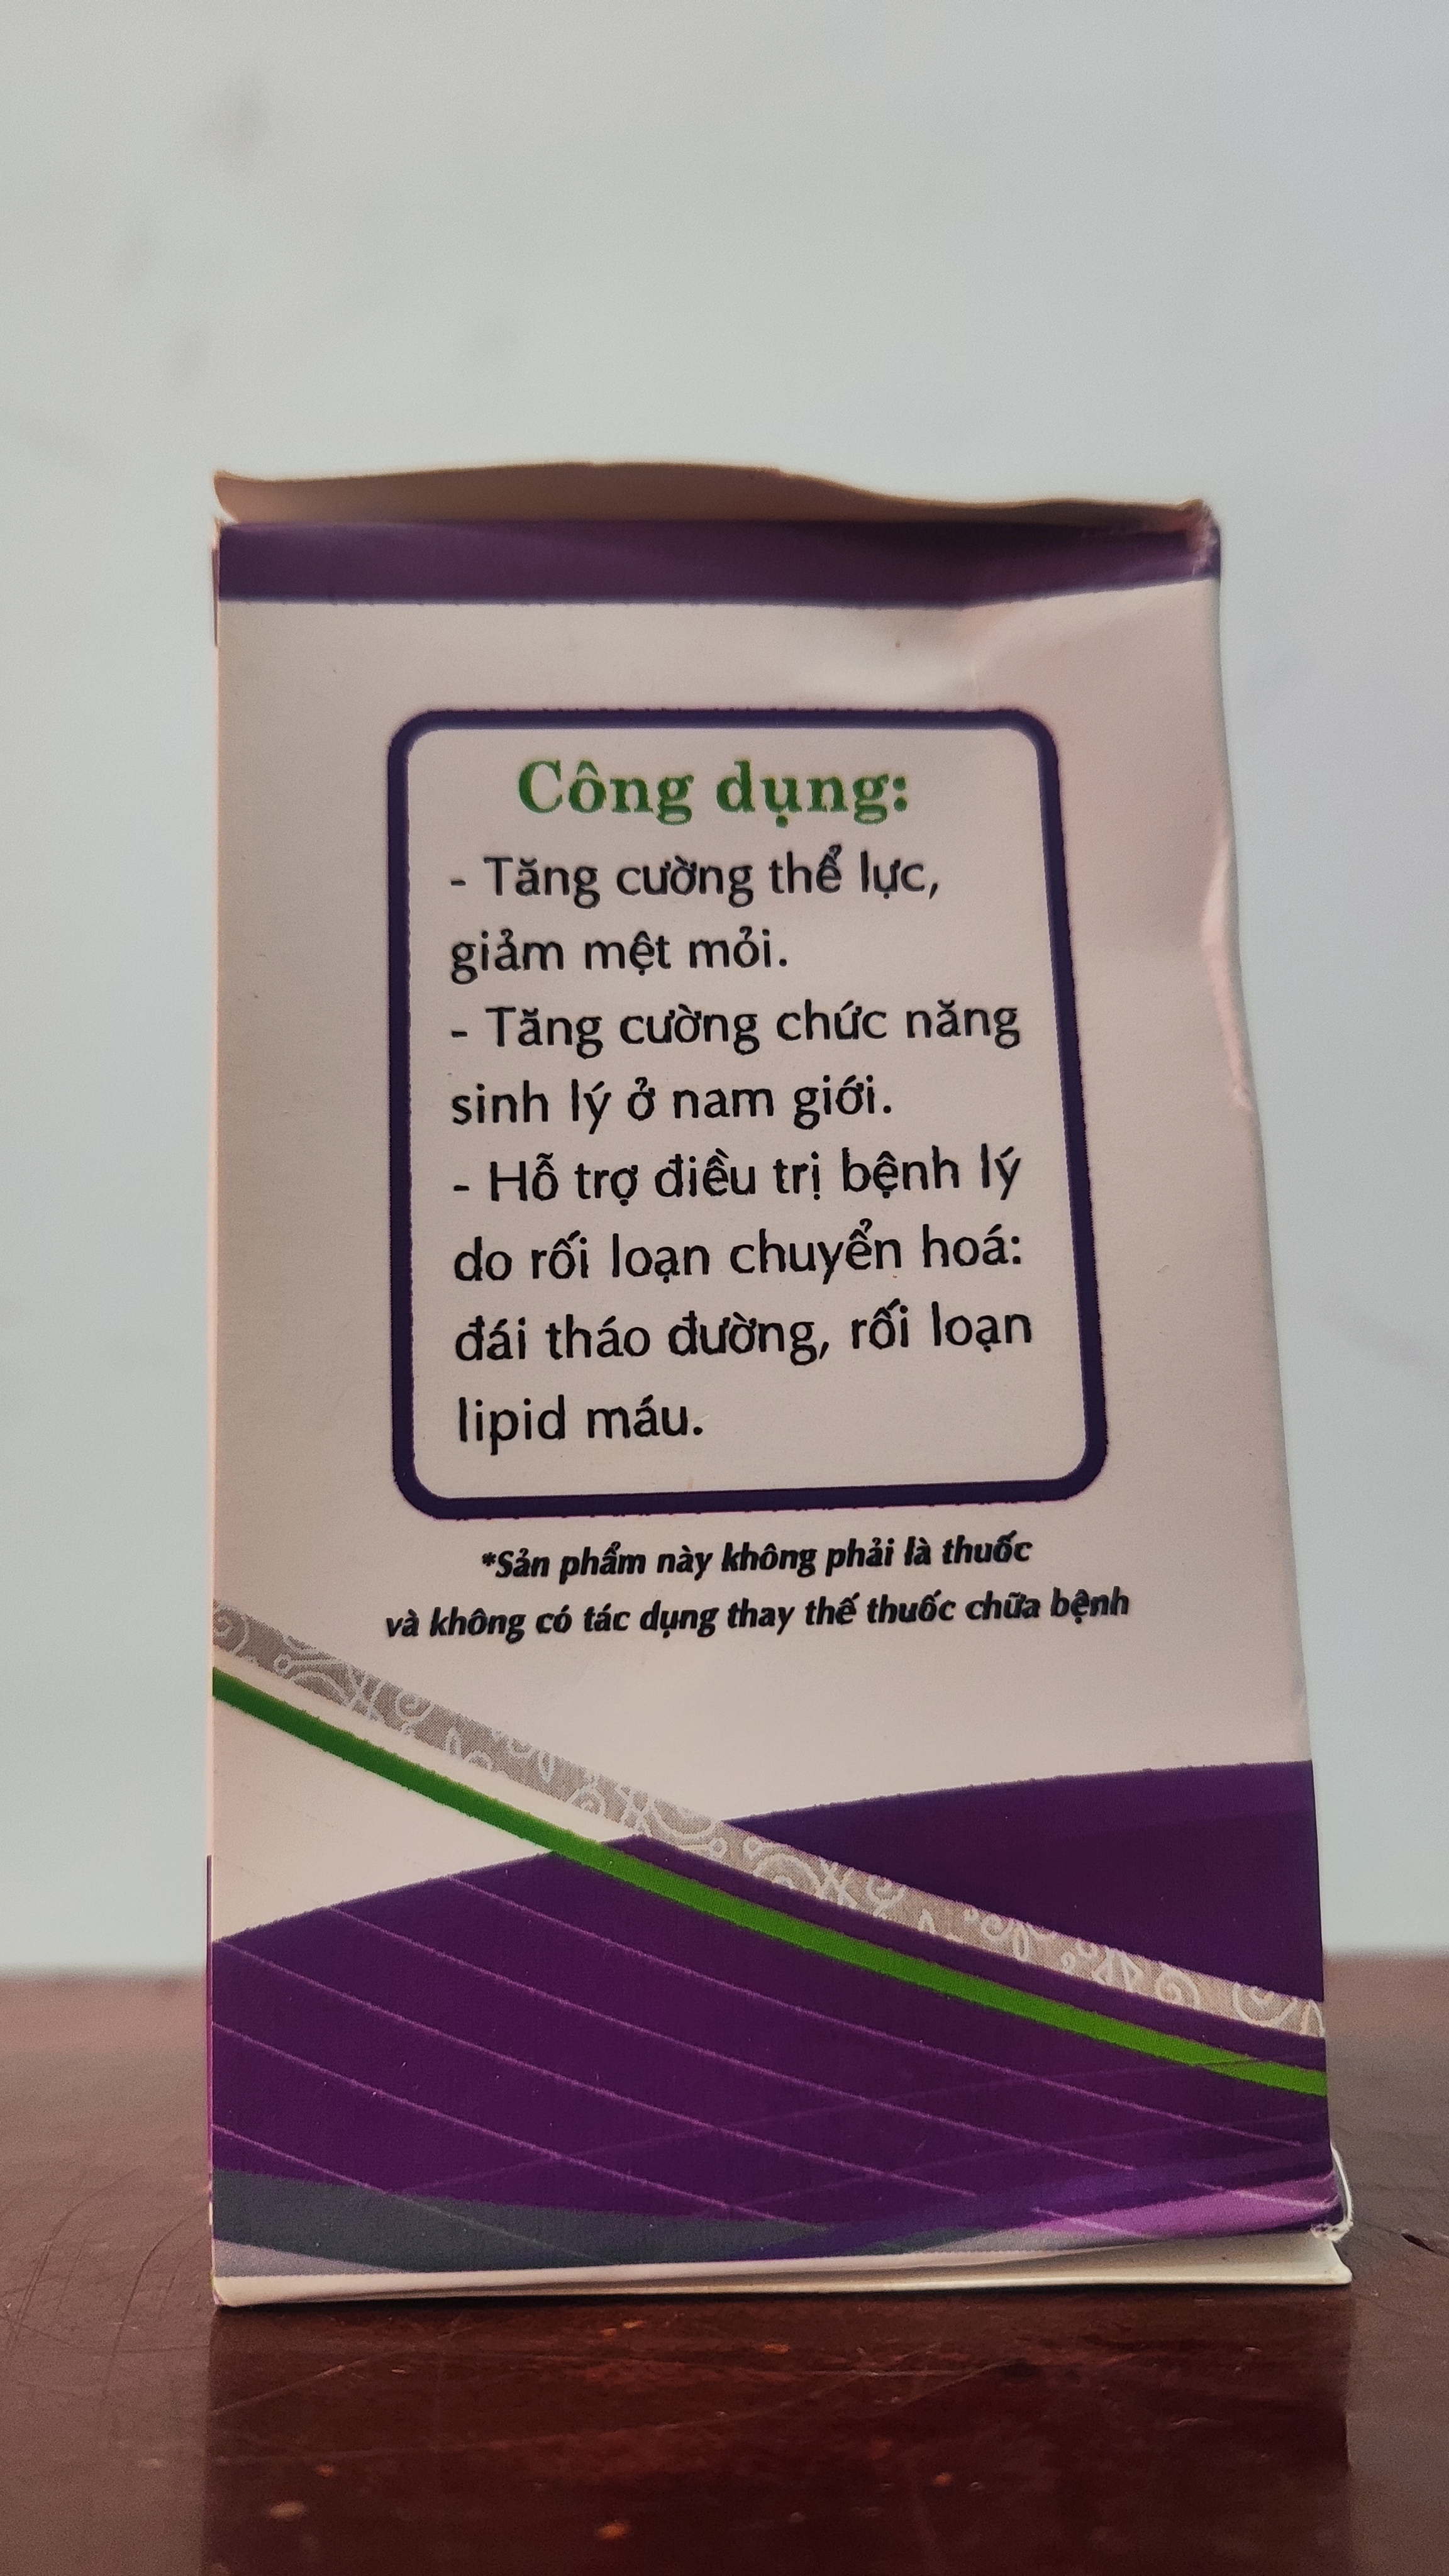 Công dụng:
- Tăng cường thể lực,
giảm mệt mỏi.
- Tăng cường chức năng
sinh lý ở nam giới.
- Hỗ trợ điều trị bệnh lý
do rối loạn chuyển hoá:
đái tháo đường, rối loạn
lipid máu.
*Sản phẩm này không phải là thuốc
và không có tác dụng thay thế thuốc chữa bệnh